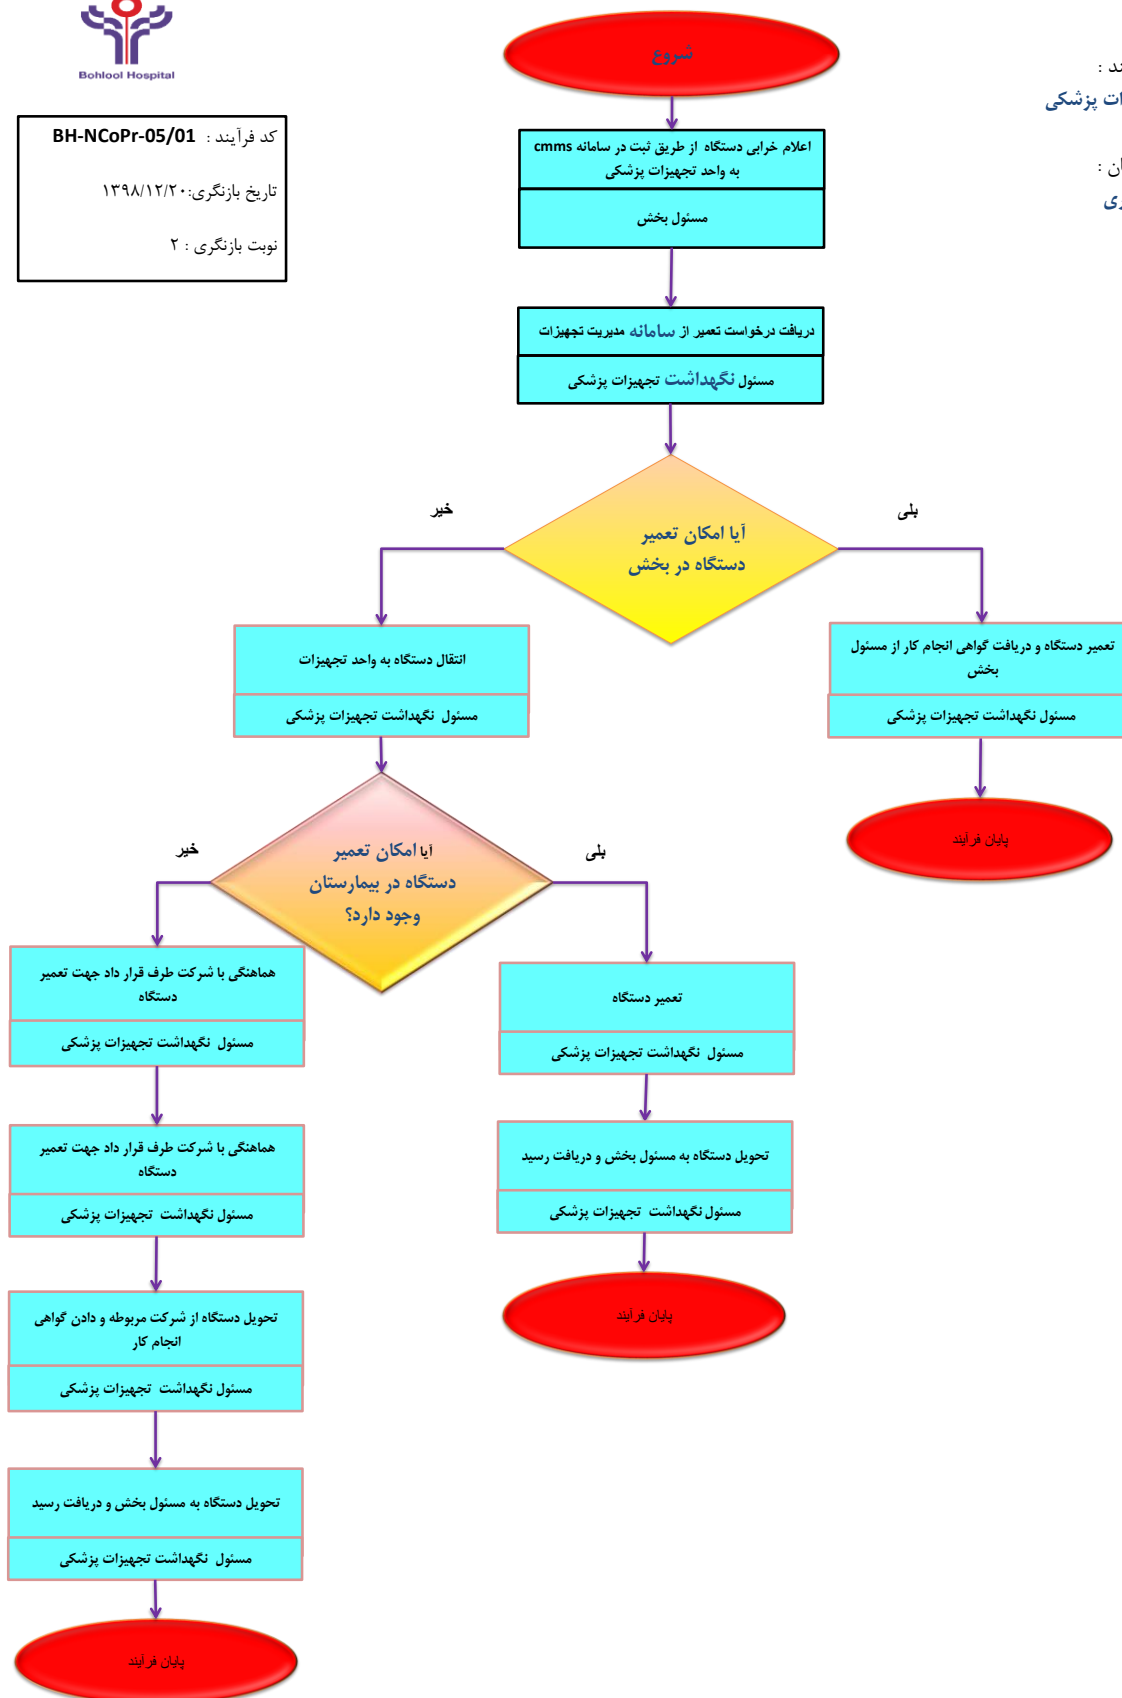 Bohlool Hospital
کد فرآیند : BH-NCoPr-05/01
تاریخ بازنگری:۱۳۹۸/۱۲/۲۰
نوبت بازنگری : ۲
ات پزشکی
شروع
اعلام خرابی دستگاه از طریق ثبت در سامانه cmms
به واحد تجهیزات پزشکی
مسئول بخش
دریافت درخواست تعمیر از سامانه مدیریت تجهیزات
مسئول نگهداشت تجهیزات پزشکی
آیا امکان تعمیر
دستگاه در بخش
خیر
بلی
انتقال دستگاه به واحد تجهیزات
مسئول نگهداشت تجهیزات پزشکی
تعمیر دستگاه و دریافت گواهی انجام کار از مسئول
بخش
مسئول نگهداشت تجهیزات پزشکی
پایان فرآیند
آیا امکان تعمیر
دستگاه در بیمارستان
وجود دارد؟
خیر
بلی
هماهنگی با شرکت طرف قرار داد جهت تعمیر
دستگاه
مسئول نگهداشت تجهیزات پزشکی
هماهنگی با شرکت طرف قرار داد جهت تعمیر
دستگاه
مسئول نگهداشت تجهیزات پزشکی
تحویل دستگاه از شرکت مربوطه و دادن گواهی
انجام کار
مسئول نگهداشت تجهیزات پزشکی
تحویل دستگاه به مسئول بخش و دریافت رسید
مسئول نگهداشت تجهیزات پزشکی
پایان فرآیند
تعمیر دستگاه
مسئول نگهداشت تجهیزات پزشکی
تحویل دستگاه به مسئول بخش و دریافت رسید
مسئول نگهداشت تجهیزات پزشکی
پایان فرآیند